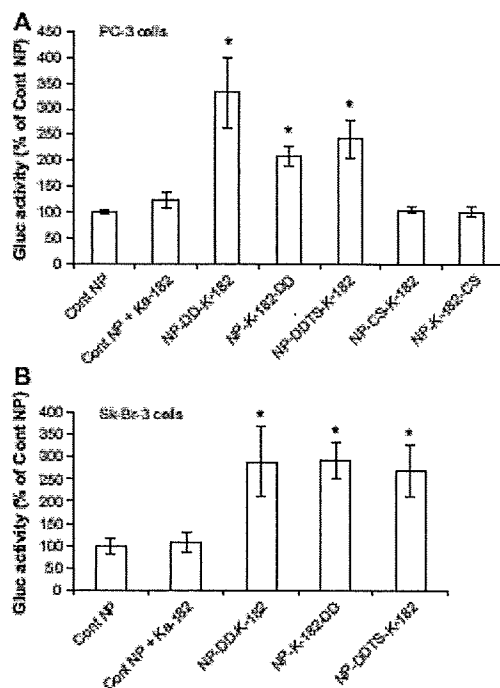 A
PC-3 cells
Gluc activity (% of Cont NP)
450
400
350
300
250
200
150
100
50
0
*
*
*
Cont NP
Cont NP + Ka-182
NP-DD-K-182
NP-K-182-DD
NP-DDTS-K-182
NP-CS-K-182
NP-K-182-CS
B
Sk-Br-3 cells
Gluc activity (% of Cont NP)
400
350
300
250
200
150
100
50
0
*
*
*
Cont NP
Cont NP + Ka-182
NP-DD-K-182
NP-K-182-DD
NP-DDTS-K-182